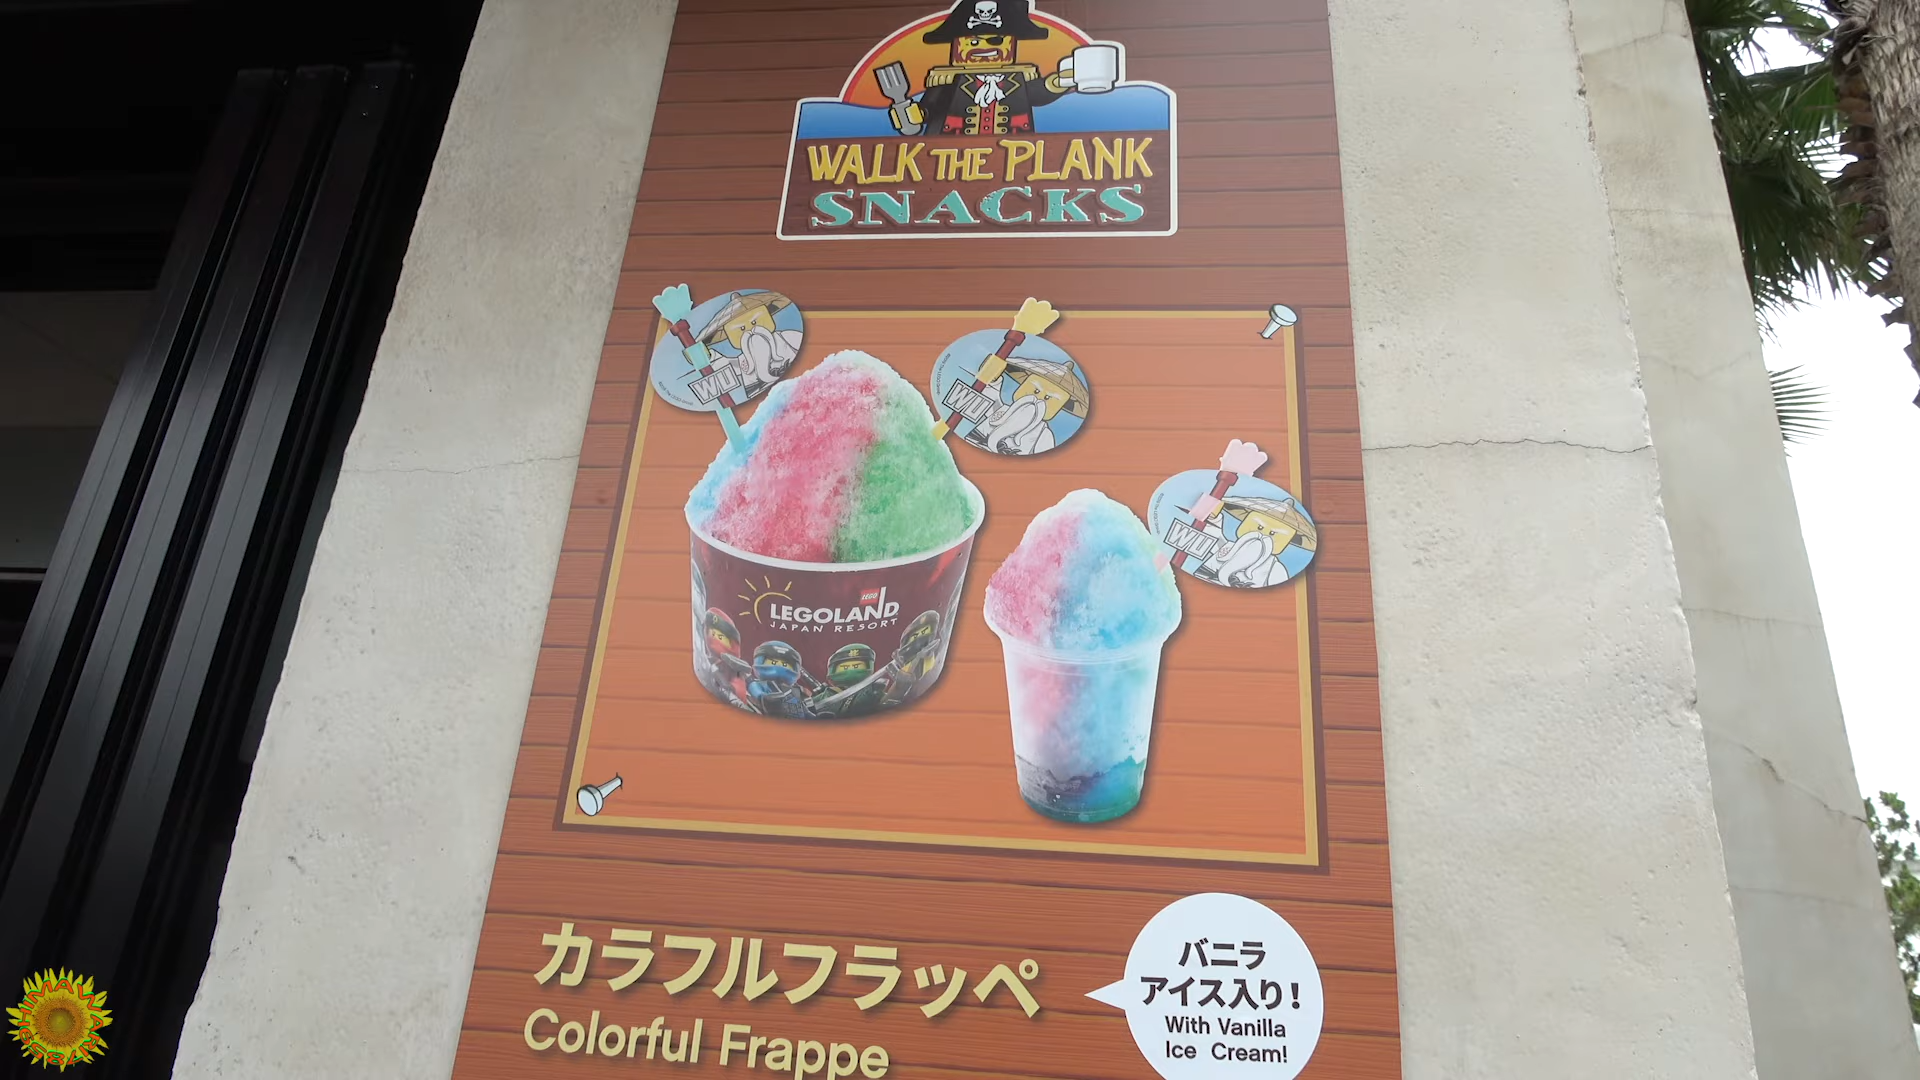 WALK THE PLANK
SNACKS
WU
WU
WU
LEGO
LEGOLAND
JAPAN RESORT
カラフルフラッペ
Colorful Frappe
バニラ
アイス入り!
With Vanilla
Ice Cream!